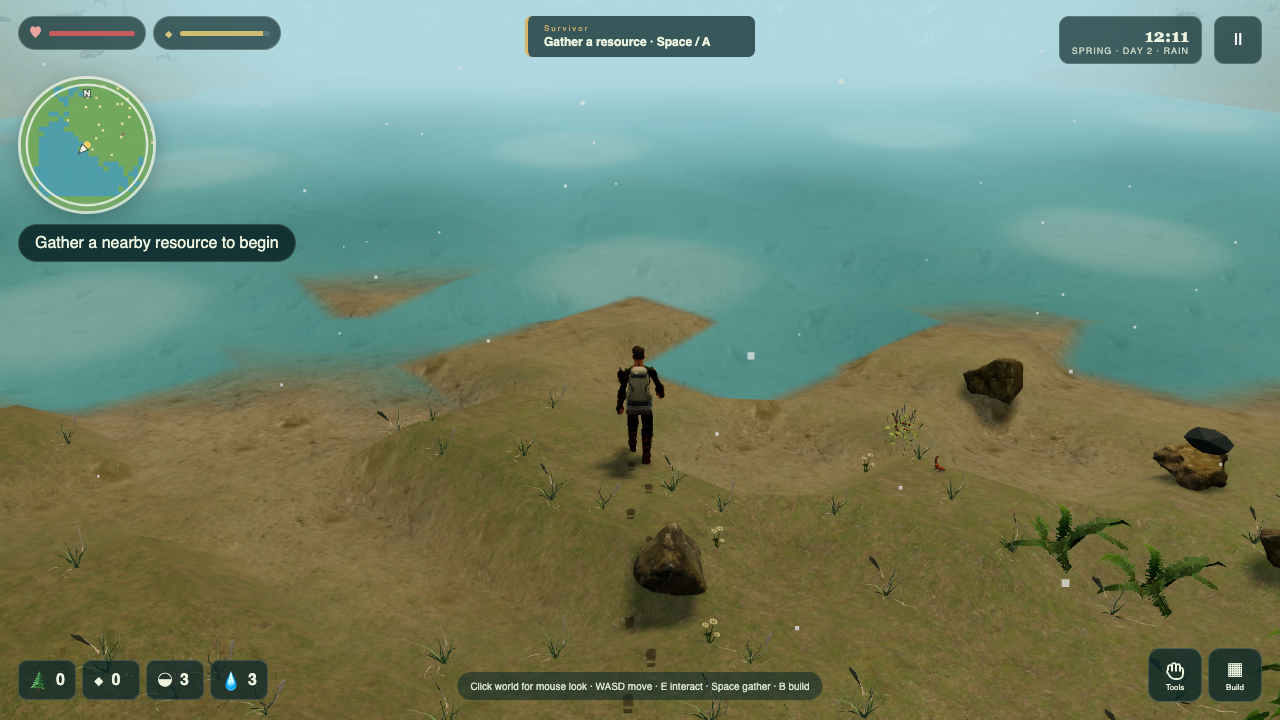 Survivor
Gather a resource · Space / A
12:11
SPRING · DAY 2 · RAIN
N
Gather a nearby resource to begin
0
0
3
3
Click world for mouse look · WASD move · E interact · Space gather · B build
Tools
Build